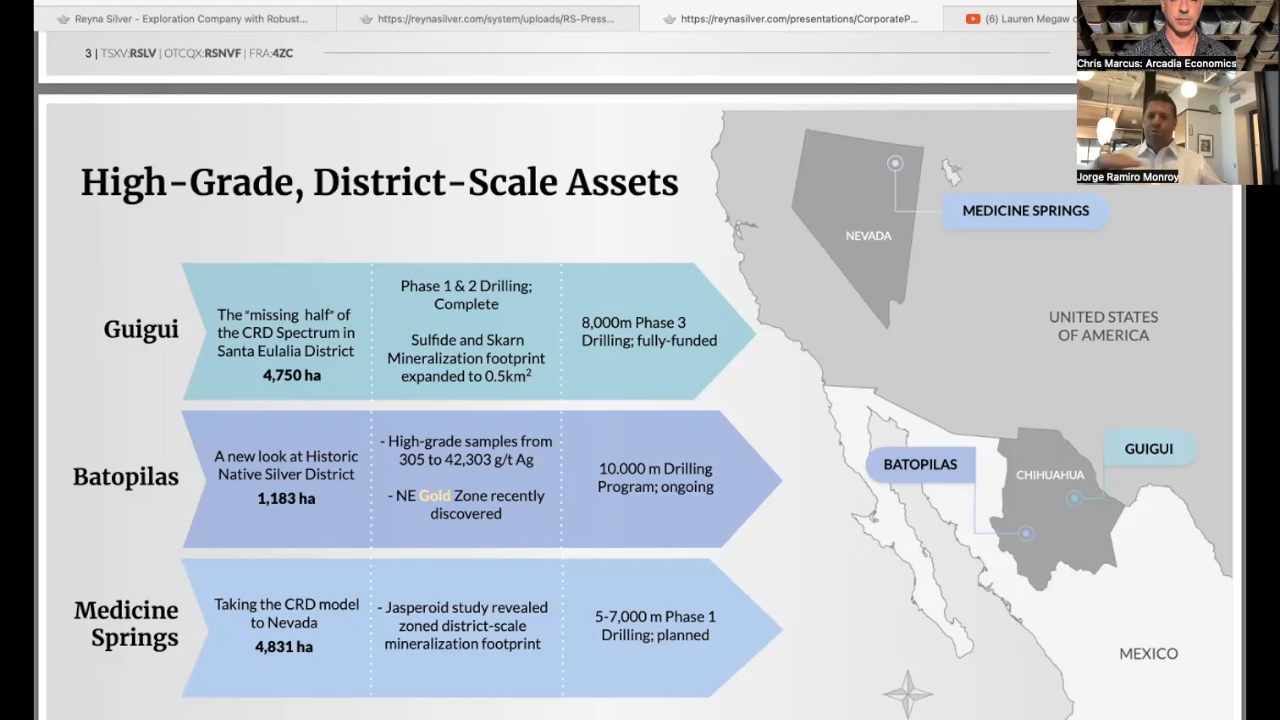 Reyna Silver - Exploration Company with Robust...
https://reynasilver.com/system/uploads/RS-Press...
https://reynasilver.com/presentations/CorporateP...
(6) Lauren Megaw
Chris Marcus: Arcadia Economics
Jorge Ramiro Monroy
3 | TSXV:RSLV | OTCQX:RSNVF | FRA:4ZC
High-Grade, District-Scale Assets
Guigui
The "missing half" of
the CRD Spectrum in
Santa Eulalia District
4,750 ha
Phase 1 & 2 Drilling;
Complete
Sulfide and Skarn
Mineralization footprint
expanded to 0.5km²
8,000m Phase 3
Drilling; fully-funded
Batopilas
A new look at Historic
Native Silver District
1,183 ha
- High-grade samples from
305 to 42,303 g/t Ag
- NE Gold Zone recently
discovered
10.000 m Drilling
Program; ongoing
Medicine
Springs
Taking the CRD model
to Nevada
4,831 ha
- Jasperoid study revealed
zoned district-scale
mineralization footprint
5-7,000 m Phase 1
Drilling; planned
MEDICINE SPRINGS
NEVADA
UNITED STATES
OF AMERICA
GUIGUI
BATOPILAS
CHIHUAHUA
MEXICO